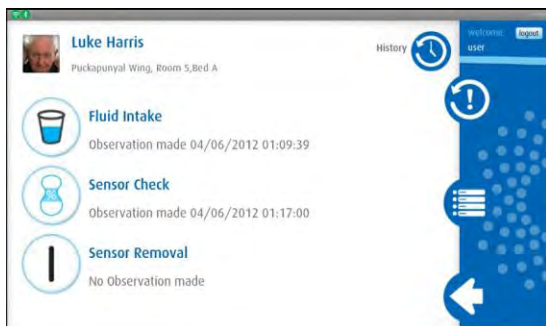 Luke Harris
Puckapunyal Wing, Room 5,Bed A
History
welcome
logout
user
Fluid Intake
Observation made 04/06/2012 01:09:39
%
Sensor Check
Observation made 04/06/2012 01:17:00
Sensor Removal
No Observation made